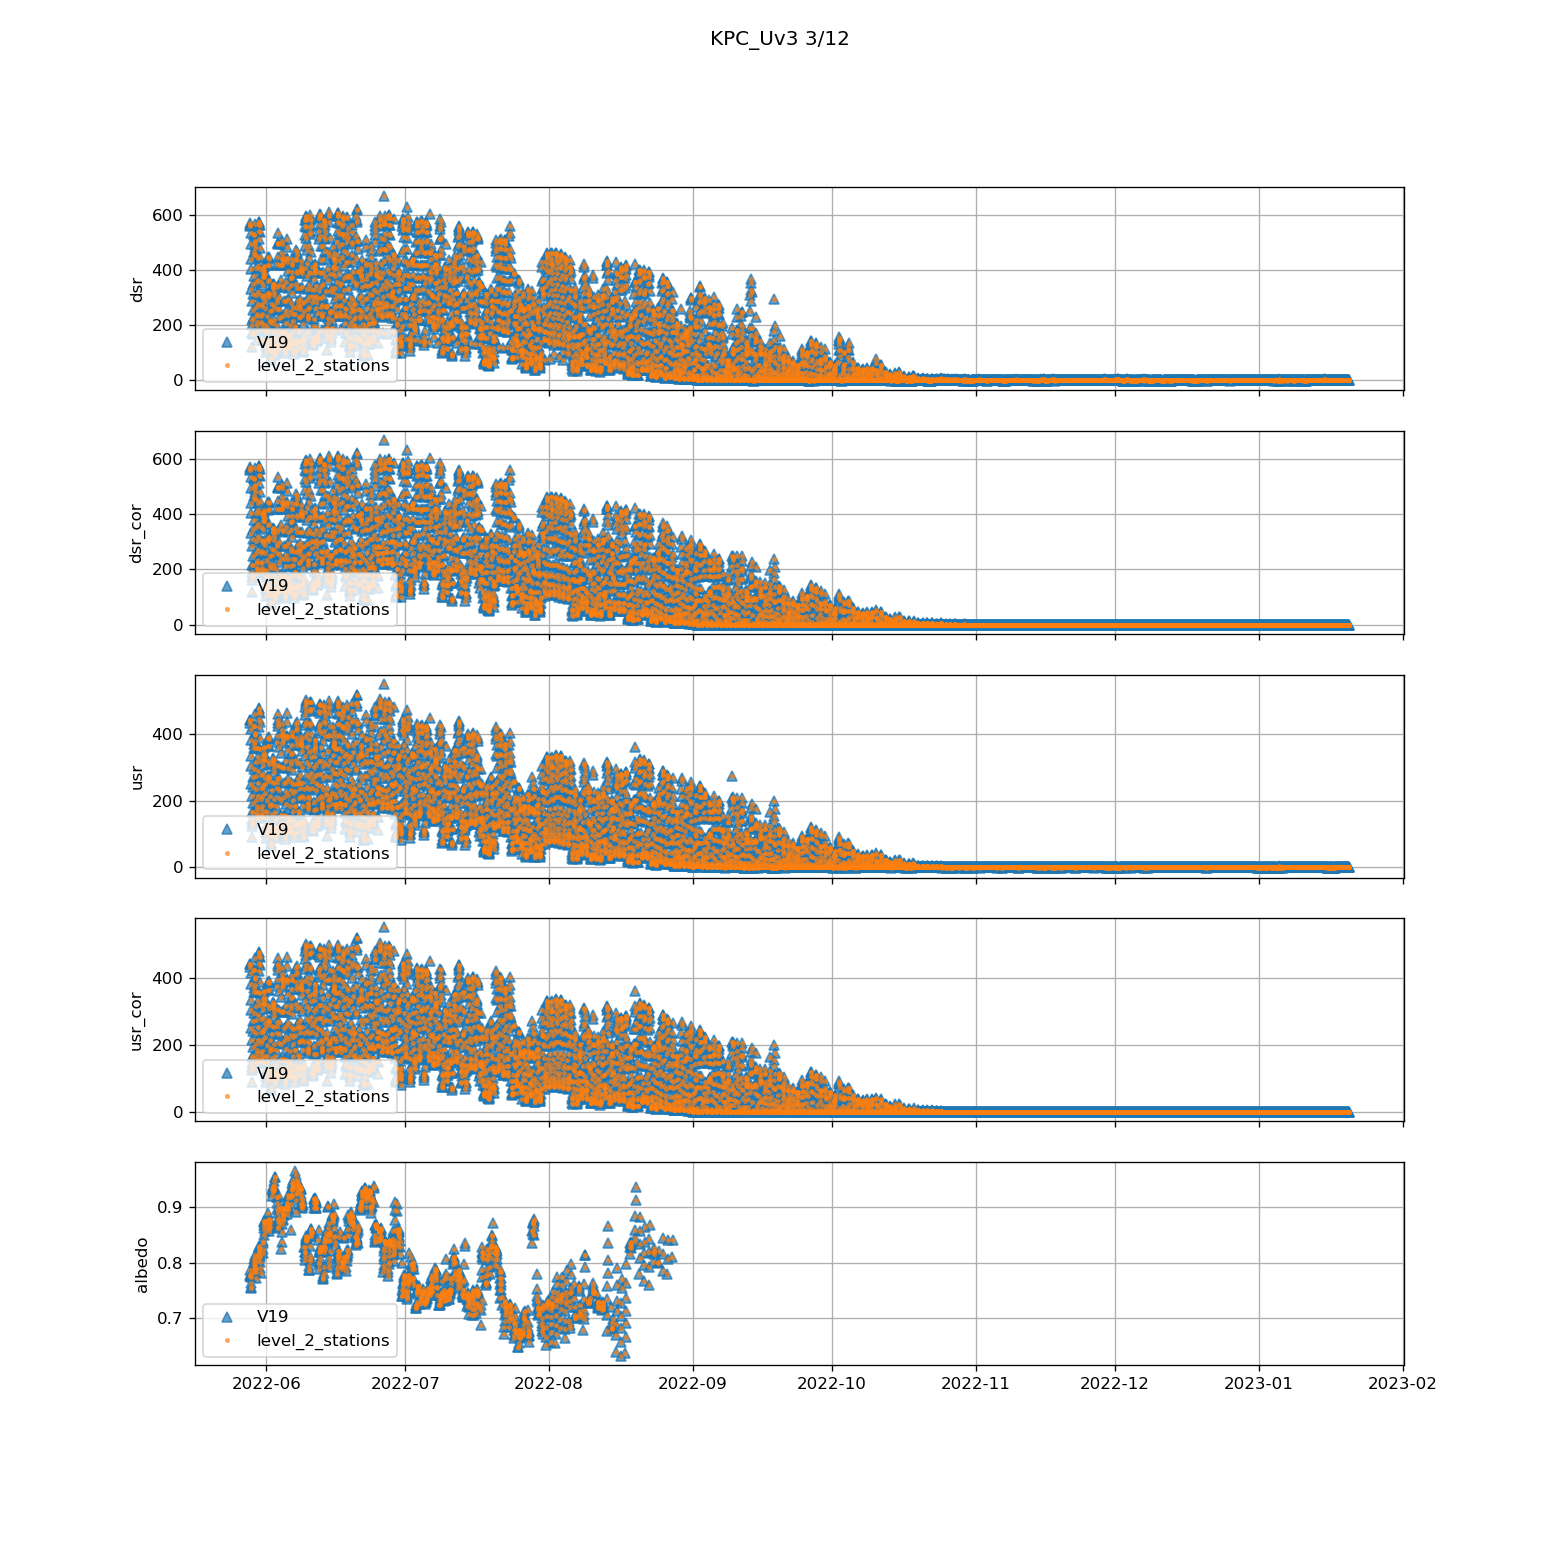 KPC_Uv3 3/12
600
400
200
0
dsr
V19
level_2_stations
600
400
200
0
dsr_cor
V19
level_2_stations
400
200
0
usr
V19
level_2_stations
400
200
0
usr_cor
V19
level_2_stations
0.9
0.8
0.7
albedo
V19
level_2_stations
2022-06 2022-07 2022-08 2022-09 2022-10 2022-11 2022-12 2023-01 2023-02